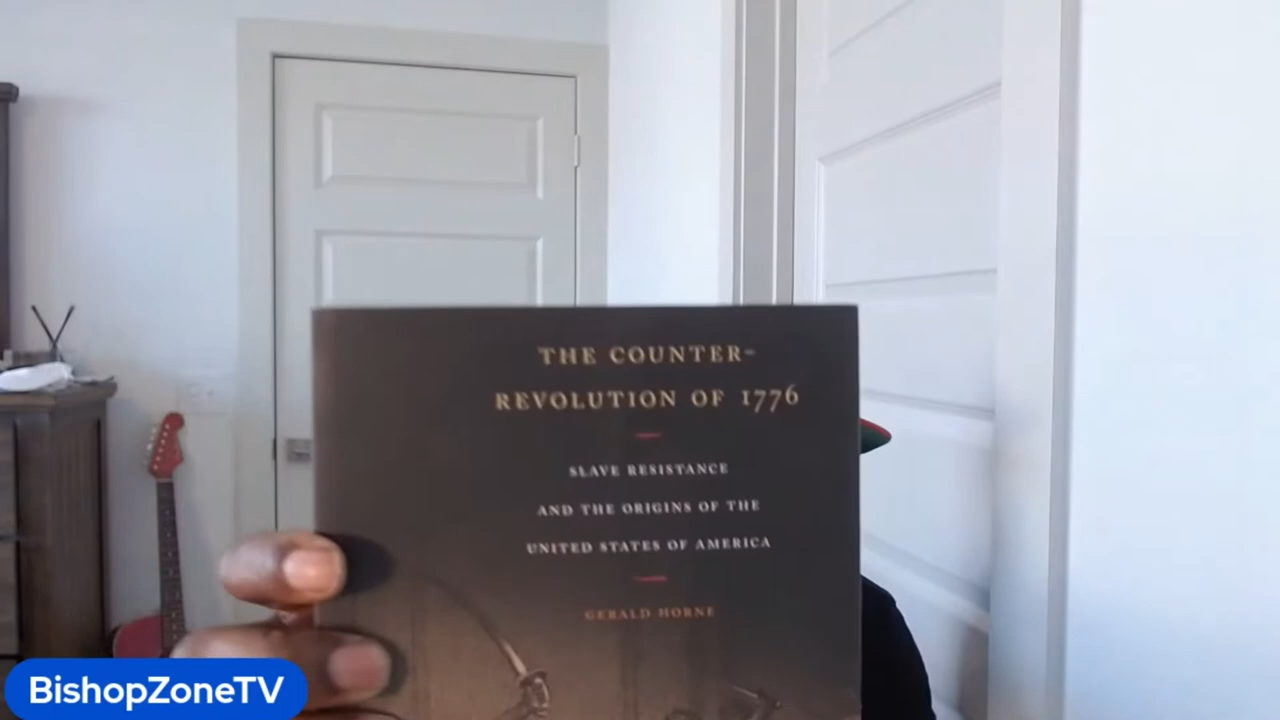 THE COUNTER-
REVOLUTION OF 1776
SLAVE RESISTANCE
AND THE ORIGINS OF THE
UNITED STATES OF AMERICA
GERALD HORNE
BishopZoneTV